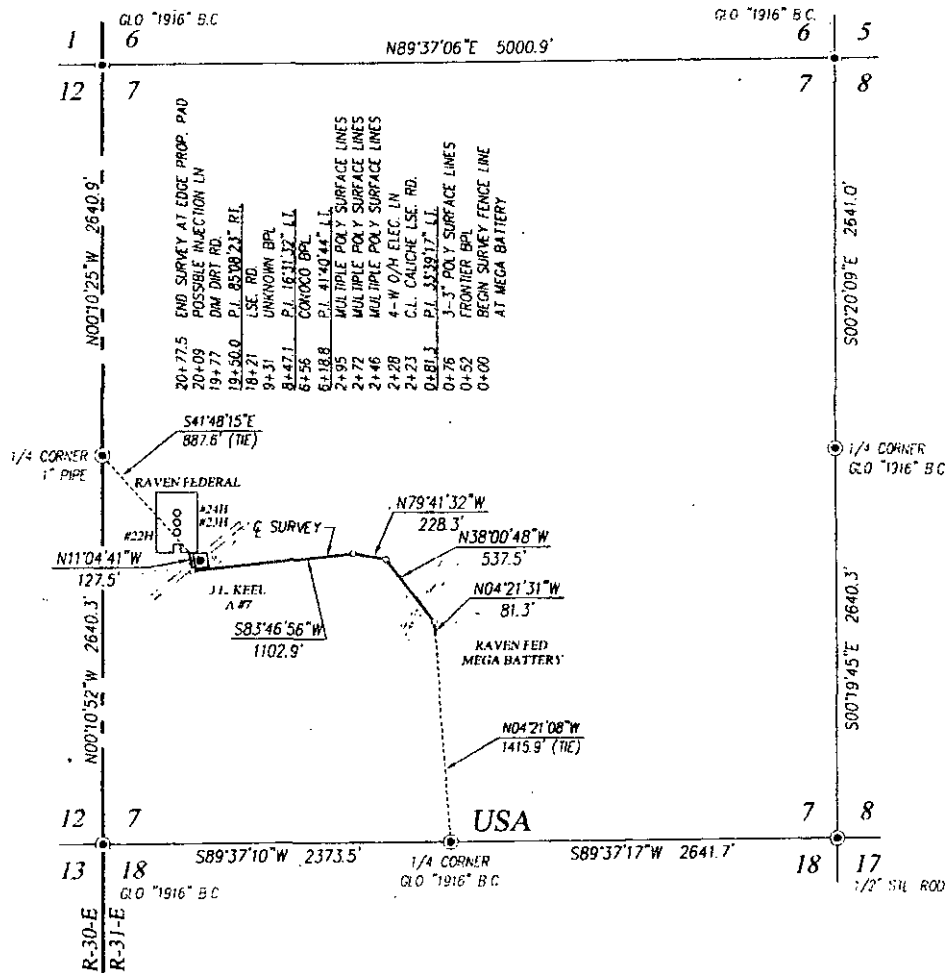 GLO "1916" B.C
GLO "1916" B.C.
1 6
6 5
N89°37'06"E 5000.9'
12 7
7 8
20+77.5 END SURVEY AT EDGE PROP. PAD
20+09 POSSIBLE INJECTION LN
19+77 DIM DIRT RD.
19+50.0 P.I. 85°08'23" RT.
18+21 LSE. RD.
9+31 UNKNOWN BPL
8+47.1 P.I. 16°31'32" LT.
6+56 CONOCO BPL
6+18.8 P.I. 41°40'44" LT.
2+95 MULTIPLE POLY SURFACE LINES
2+72 MULTIPLE POLY SURFACE LINES
2+46 MULTIPLE POLY SURFACE LINES
2+28 4-W O/H ELEC. LN
2+23 C.L. CALICHE LSE. RD.
0+81.3 P.I. 33°39'17" LT.
0+76 3-3" POLY SURFACE LINES
0+52 FRONTIER BPL
0+00 BEGIN SURVEY FENCE LINE
AT MEGA BATTERY
N00°10'25"W 2640.9'
S00°20'09"E 2641.0'
S41°48'15"E
887.6' (TIE)
1/4 CORNER
1" PIPE
1/4 CORNER
GLO "1916" B.C
RAVEN FEDERAL
#24H
#23H
#22H
℄ SURVEY
N79°41'32"W
228.3'
N38°00'48"W
537.5'
N11°04'41"W
127.5'
N04°21'31"W
81.3'
J.L. KEEL
A #7
S83°46'56"W
1102.9'
RAVEN FED
MEGA BATTERY
N00°10'52"W 2640.3'
S00°19'45"E 2640.3'
N04°21'08"W
1415.9' (TIE)
USA
12 7
7 8
S89°37'10"W 2373.5'
1/4 CORNER
GLO "1916" B.C
S89°37'17"W 2641.7'
13 18
GLO "1916" B.C
18 17
1/2" STL ROD
R-30-E
R-31-E